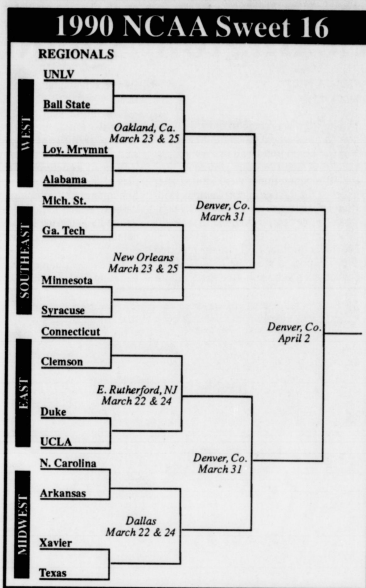 1990 NCAA Sweet 16
REGIONALS
WEST
UNLV
Ball State
Oakland, Ca.
March 23 & 25
Loy. Mrymnt
Alabama
Denver, Co.
March 31
SOUTHEAST
Mich. St.
Ga. Tech
New Orleans
March 23 & 25
Minnesota
Syracuse
Denver, Co.
April 2
EAST
Connecticut
Clemson
E. Rutherford, NJ
March 22 & 24
Duke
UCLA
Denver, Co.
March 31
MIDWEST
N. Carolina
Arkansas
Dallas
March 22 & 24
Xavier
Texas